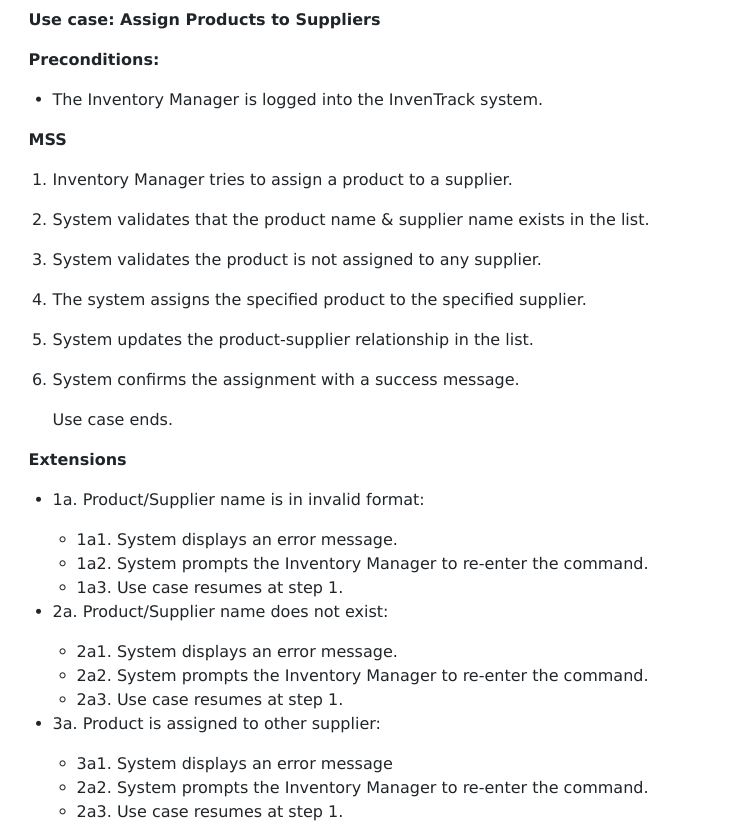 Use case: Assign Products to Suppliers
Preconditions:
• The Inventory Manager is logged into the InvenTrack system.
MSS
1. Inventory Manager tries to assign a product to a supplier.
2. System validates that the product name & supplier name exists in the list.
3. System validates the product is not assigned to any supplier.
4. The system assigns the specified product to the specified supplier.
5. System updates the product-supplier relationship in the list.
6. System confirms the assignment with a success message.
Use case ends.
Extensions
• 1a. Product/Supplier name is in invalid format:
◦ 1a1. System displays an error message.
◦ 1a2. System prompts the Inventory Manager to re-enter the command.
◦ 1a3. Use case resumes at step 1.
• 2a. Product/Supplier name does not exist:
◦ 2a1. System displays an error message.
◦ 2a2. System prompts the Inventory Manager to re-enter the command.
◦ 2a3. Use case resumes at step 1.
• 3a. Product is assigned to other supplier:
◦ 3a1. System displays an error message
◦ 2a2. System prompts the Inventory Manager to re-enter the command.
◦ 2a3. Use case resumes at step 1.